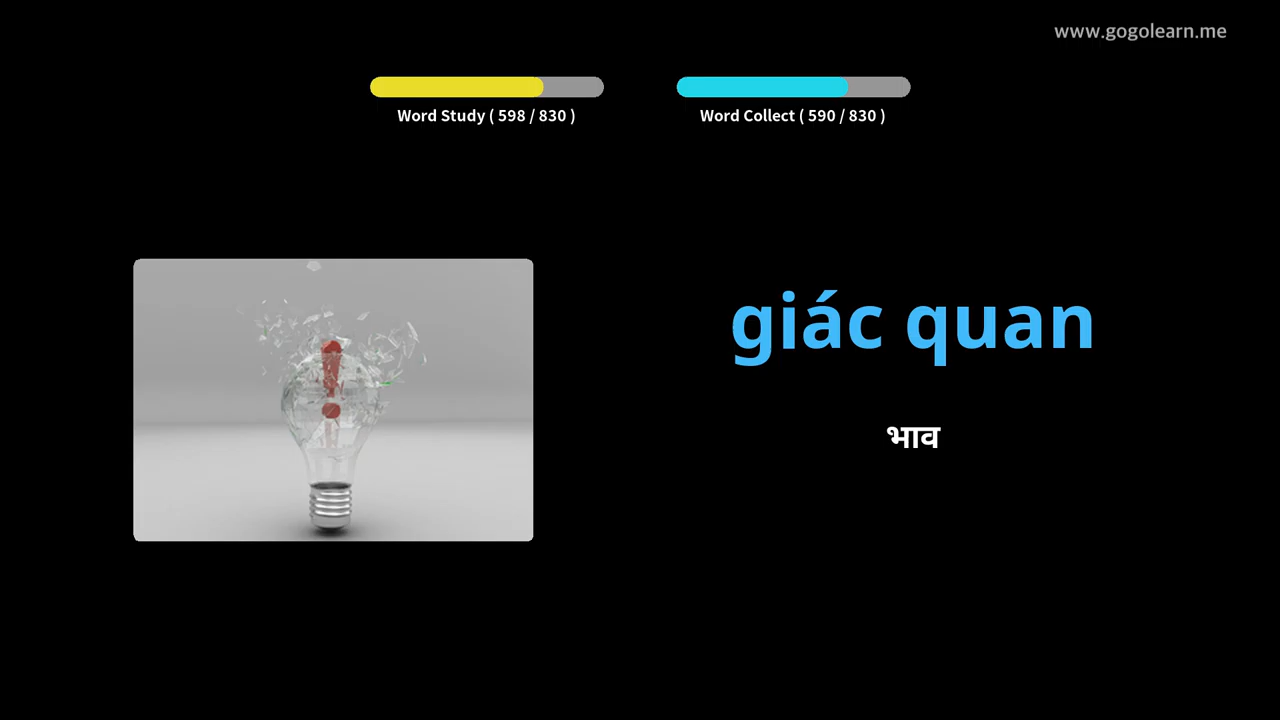 www.gogolearn.me
Word Study ( 598 / 830 )
Word Collect ( 590 / 830 )
giác quan
भाव